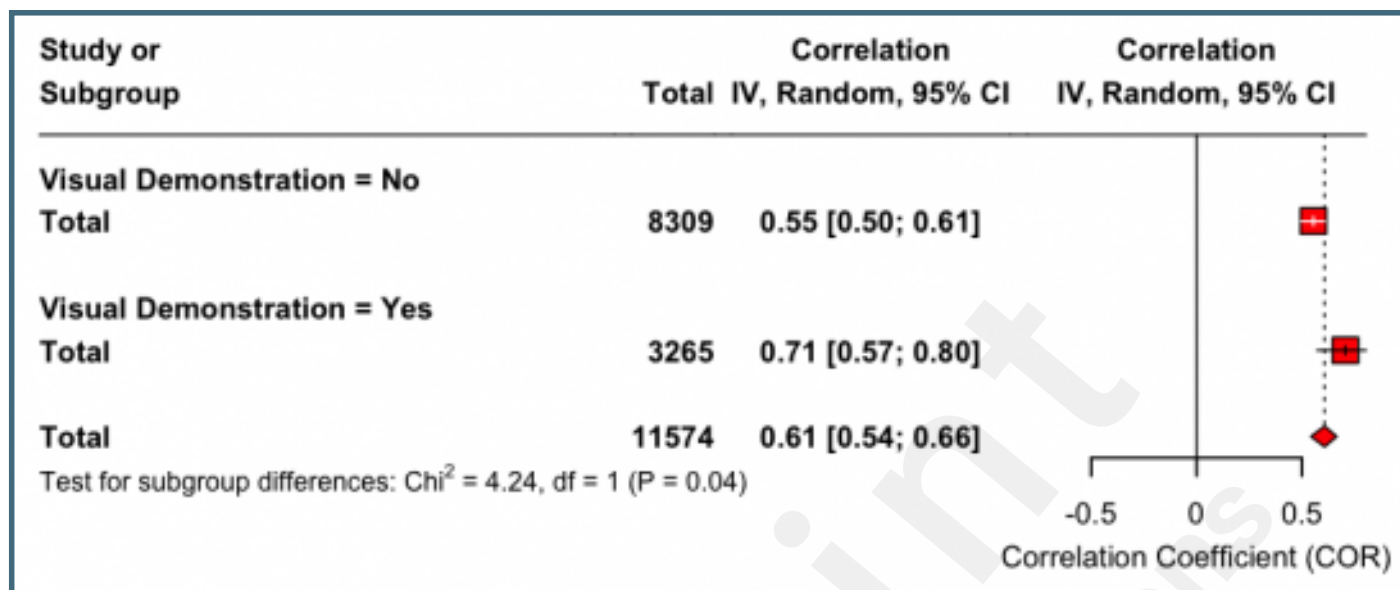 Study or Correlation Correlation
Subgroup Total IV, Random, 95% CI IV, Random, 95% CI
Visual Demonstration = No
Total 8309 0.55 [0.50; 0.61]
Visual Demonstration = Yes
Total 3265 0.71 [0.57; 0.80]
Total 11574 0.61 [0.54; 0.66]
Test for subgroup differences: Chi² = 4.24, df = 1 (P = 0.04)
-0.5 0 0.5
Correlation Coefficient (COR)